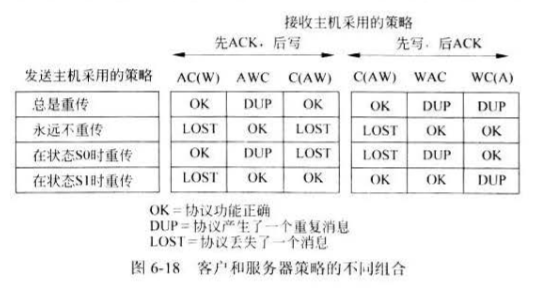 接收主机采用的策略
先ACK，后写 先写，后ACK
发送主机采用的策略 AC(W) AWC C(AW) C(AW) WAC WC(A)
总是重传 OK DUP OK OK DUP DUP
永远不重传 LOST OK LOST LOST OK OK
在状态S0时重传 OK DUP LOST LOST DUP OK
在状态S1时重传 LOST OK OK OK OK DUP
OK = 协议功能正确
DUP = 协议产生了一个重复消息
LOST = 协议丢失了一个消息
图 6-18 客户和服务器策略的不同组合